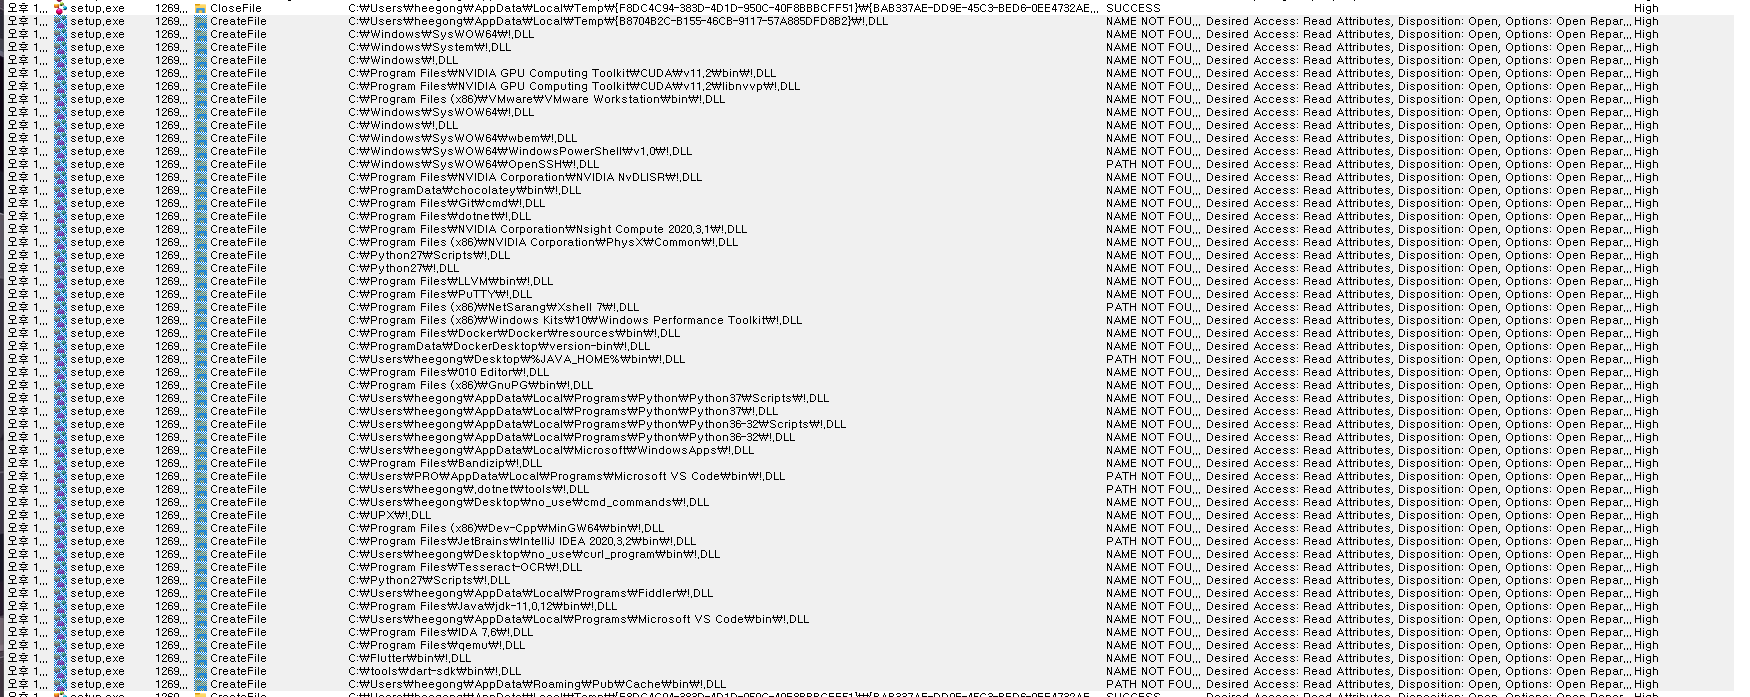 오후 1... setup.exe 1269... CloseFile C:₩Users₩heegong₩AppData₩Local₩Temp₩{F8DC4C94-383D-4D1D-950C-40F8BBBCFF51}₩{BAB337AE-DD9E-45C3-BED6-0EE4732AE... SUCCESS High
오후 1... setup.exe 1269... CreateFile C:₩Users₩heegong₩AppData₩Local₩Temp₩{B8704B2C-B155-46CB-9117-57A885DFD8B2}₩!.DLL NAME NOT FOU... Desired Access: Read Attributes, Disposition: Open, Options: Open Repar... High
오후 1... setup.exe 1269... CreateFile C:₩Windows₩SysWOW64₩!.DLL NAME NOT FOU... Desired Access: Read Attributes, Disposition: Open, Options: Open Repar... High
오후 1... setup.exe 1269... CreateFile C:₩Windows₩System₩!.DLL NAME NOT FOU... Desired Access: Read Attributes, Disposition: Open, Options: Open Repar... High
오후 1... setup.exe 1269... CreateFile C:₩Windows₩!.DLL NAME NOT FOU... Desired Access: Read Attributes, Disposition: Open, Options: Open Repar... High
오후 1... setup.exe 1269... CreateFile C:₩Program Files₩NVIDIA GPU Computing Toolkit₩CUDA₩v11.2₩bin₩!.DLL NAME NOT FOU... Desired Access: Read Attributes, Disposition: Open, Options: Open Repar... High
오후 1... setup.exe 1269... CreateFile C:₩Program Files₩NVIDIA GPU Computing Toolkit₩CUDA₩v11.2₩libnvvp₩!.DLL NAME NOT FOU... Desired Access: Read Attributes, Disposition: Open, Options: Open Repar... High
오후 1... setup.exe 1269... CreateFile C:₩Program Files (x86)₩VMware₩VMware Workstation₩bin₩!.DLL NAME NOT FOU... Desired Access: Read Attributes, Disposition: Open, Options: Open Repar... High
오후 1... setup.exe 1269... CreateFile C:₩Windows₩SysWOW64₩!.DLL NAME NOT FOU... Desired Access: Read Attributes, Disposition: Open, Options: Open Repar... High
오후 1... setup.exe 1269... CreateFile C:₩Windows₩!.DLL NAME NOT FOU... Desired Access: Read Attributes, Disposition: Open, Options: Open Repar... High
오후 1... setup.exe 1269... CreateFile C:₩Windows₩SysWOW64₩wbem₩!.DLL NAME NOT FOU... Desired Access: Read Attributes, Disposition: Open, Options: Open Repar... High
오후 1... setup.exe 1269... CreateFile C:₩Windows₩SysWOW64₩WindowsPowerShell₩v1.0₩!.DLL NAME NOT FOU... Desired Access: Read Attributes, Disposition: Open, Options: Open Repar... High
오후 1... setup.exe 1269... CreateFile C:₩Windows₩SysWOW64₩OpenSSH₩!.DLL PATH NOT FOU... Desired Access: Read Attributes, Disposition: Open, Options: Open Repar... High
오후 1... setup.exe 1269... CreateFile C:₩Program Files₩NVIDIA Corporation₩NVIDIA NvDLISR₩!.DLL NAME NOT FOU... Desired Access: Read Attributes, Disposition: Open, Options: Open Repar... High
오후 1... setup.exe 1269... CreateFile C:₩ProgramData₩chocolatey₩bin₩!.DLL NAME NOT FOU... Desired Access: Read Attributes, Disposition: Open, Options: Open Repar... High
오후 1... setup.exe 1269... CreateFile C:₩Program Files₩Git₩cmd₩!.DLL NAME NOT FOU... Desired Access: Read Attributes, Disposition: Open, Options: Open Repar... High
오후 1... setup.exe 1269... CreateFile C:₩Program Files₩dotnet₩!.DLL NAME NOT FOU... Desired Access: Read Attributes, Disposition: Open, Options: Open Repar... High
오후 1... setup.exe 1269... CreateFile C:₩Program Files₩NVIDIA Corporation₩Nsight Compute 2020.3.1₩!.DLL NAME NOT FOU... Desired Access: Read Attributes, Disposition: Open, Options: Open Repar... High
오후 1... setup.exe 1269... CreateFile C:₩Program Files (x86)₩NVIDIA Corporation₩PhysX₩Common₩!.DLL NAME NOT FOU... Desired Access: Read Attributes, Disposition: Open, Options: Open Repar... High
오후 1... setup.exe 1269... CreateFile C:₩Python27₩Scripts₩!.DLL NAME NOT FOU... Desired Access: Read Attributes, Disposition: Open, Options: Open Repar... High
오후 1... setup.exe 1269... CreateFile C:₩Python27₩!.DLL NAME NOT FOU... Desired Access: Read Attributes, Disposition: Open, Options: Open Repar... High
오후 1... setup.exe 1269... CreateFile C:₩Program Files₩LLVM₩bin₩!.DLL NAME NOT FOU... Desired Access: Read Attributes, Disposition: Open, Options: Open Repar... High
오후 1... setup.exe 1269... CreateFile C:₩Program Files₩PuTTY₩!.DLL NAME NOT FOU... Desired Access: Read Attributes, Disposition: Open, Options: Open Repar... High
오후 1... setup.exe 1269... CreateFile C:₩Program Files (x86)₩NetSarang₩Xshell 7₩!.DLL PATH NOT FOU... Desired Access: Read Attributes, Disposition: Open, Options: Open Repar... High
오후 1... setup.exe 1269... CreateFile C:₩Program Files (x86)₩Windows Kits₩10₩Windows Performance Toolkit₩!.DLL NAME NOT FOU... Desired Access: Read Attributes, Disposition: Open, Options: Open Repar... High
오후 1... setup.exe 1269... CreateFile C:₩Program Files₩Docker₩Docker₩resources₩bin₩!.DLL NAME NOT FOU... Desired Access: Read Attributes, Disposition: Open, Options: Open Repar... High
오후 1... setup.exe 1269... CreateFile C:₩ProgramData₩DockerDesktop₩version-bin₩!.DLL NAME NOT FOU... Desired Access: Read Attributes, Disposition: Open, Options: Open Repar... High
오후 1... setup.exe 1269... CreateFile C:₩Users₩heegong₩Desktop₩%JAVA_HOME%₩bin₩!.DLL PATH NOT FOU... Desired Access: Read Attributes, Disposition: Open, Options: Open Repar... High
오후 1... setup.exe 1269... CreateFile C:₩Program Files₩010 Editor₩!.DLL NAME NOT FOU... Desired Access: Read Attributes, Disposition: Open, Options: Open Repar... High
오후 1... setup.exe 1269... CreateFile C:₩Program Files (x86)₩GnuPG₩bin₩!.DLL NAME NOT FOU... Desired Access: Read Attributes, Disposition: Open, Options: Open Repar... High
오후 1... setup.exe 1269... CreateFile C:₩Users₩heegong₩AppData₩Local₩Programs₩Python₩Python37₩Scripts₩!.DLL NAME NOT FOU... Desired Access: Read Attributes, Disposition: Open, Options: Open Repar... High
오후 1... setup.exe 1269... CreateFile C:₩Users₩heegong₩AppData₩Local₩Programs₩Python₩Python37₩!.DLL NAME NOT FOU... Desired Access: Read Attributes, Disposition: Open, Options: Open Repar... High
오후 1... setup.exe 1269... CreateFile C:₩Users₩heegong₩AppData₩Local₩Programs₩Python₩Python36-32₩Scripts₩!.DLL NAME NOT FOU... Desired Access: Read Attributes, Disposition: Open, Options: Open Repar... High
오후 1... setup.exe 1269... CreateFile C:₩Users₩heegong₩AppData₩Local₩Programs₩Python₩Python36-32₩!.DLL NAME NOT FOU... Desired Access: Read Attributes, Disposition: Open, Options: Open Repar... High
오후 1... setup.exe 1269... CreateFile C:₩Users₩heegong₩AppData₩Local₩Microsoft₩WindowsApps₩!.DLL NAME NOT FOU... Desired Access: Read Attributes, Disposition: Open, Options: Open Repar... High
오후 1... setup.exe 1269... CreateFile C:₩Program Files₩Bandizip₩!.DLL NAME NOT FOU... Desired Access: Read Attributes, Disposition: Open, Options: Open Repar... High
오후 1... setup.exe 1269... CreateFile C:₩Users₩PRO₩AppData₩Local₩Programs₩Microsoft VS Code₩bin₩!.DLL PATH NOT FOU... Desired Access: Read Attributes, Disposition: Open, Options: Open Repar... High
오후 1... setup.exe 1269... CreateFile C:₩Users₩heegong₩.dotnet₩tools₩!.DLL PATH NOT FOU... Desired Access: Read Attributes, Disposition: Open, Options: Open Repar... High
오후 1... setup.exe 1269... CreateFile C:₩Users₩heegong₩Desktop₩no_use₩cmd_commands₩!.DLL NAME NOT FOU... Desired Access: Read Attributes, Disposition: Open, Options: Open Repar... High
오후 1... setup.exe 1269... CreateFile C:₩UPX₩!.DLL NAME NOT FOU... Desired Access: Read Attributes, Disposition: Open, Options: Open Repar... High
오후 1... setup.exe 1269... CreateFile C:₩Program Files (x86)₩Dev-Cpp₩MinGW64₩bin₩!.DLL NAME NOT FOU... Desired Access: Read Attributes, Disposition: Open, Options: Open Repar... High
오후 1... setup.exe 1269... CreateFile C:₩Program Files₩JetBrains₩IntelliJ IDEA 2020.3.2₩bin₩!.DLL PATH NOT FOU... Desired Access: Read Attributes, Disposition: Open, Options: Open Repar... High
오후 1... setup.exe 1269... CreateFile C:₩Users₩heegong₩Desktop₩no_use₩curl_program₩bin₩!.DLL NAME NOT FOU... Desired Access: Read Attributes, Disposition: Open, Options: Open Repar... High
오후 1... setup.exe 1269... CreateFile C:₩Program Files₩Tesseract-OCR₩!.DLL NAME NOT FOU... Desired Access: Read Attributes, Disposition: Open, Options: Open Repar... High
오후 1... setup.exe 1269... CreateFile C:₩Python27₩Scripts₩!.DLL NAME NOT FOU... Desired Access: Read Attributes, Disposition: Open, Options: Open Repar... High
오후 1... setup.exe 1269... CreateFile C:₩Users₩heegong₩AppData₩Local₩Programs₩Fiddler₩!.DLL NAME NOT FOU... Desired Access: Read Attributes, Disposition: Open, Options: Open Repar... High
오후 1... setup.exe 1269... CreateFile C:₩Program Files₩Java₩jdk-11.0.12₩bin₩!.DLL NAME NOT FOU... Desired Access: Read Attributes, Disposition: Open, Options: Open Repar... High
오후 1... setup.exe 1269... CreateFile C:₩Users₩heegong₩AppData₩Local₩Programs₩Microsoft VS Code₩bin₩!.DLL NAME NOT FOU... Desired Access: Read Attributes, Disposition: Open, Options: Open Repar... High
오후 1... setup.exe 1269... CreateFile C:₩Program Files₩IDA 7.6₩!.DLL NAME NOT FOU... Desired Access: Read Attributes, Disposition: Open, Options: Open Repar... High
오후 1... setup.exe 1269... CreateFile C:₩Program Files₩qemu₩!.DLL NAME NOT FOU... Desired Access: Read Attributes, Disposition: Open, Options: Open Repar... High
오후 1... setup.exe 1269... CreateFile C:₩Flutter₩bin₩!.DLL NAME NOT FOU... Desired Access: Read Attributes, Disposition: Open, Options: Open Repar... High
오후 1... setup.exe 1269... CreateFile C:₩tools₩dart-sdk₩bin₩!.DLL NAME NOT FOU... Desired Access: Read Attributes, Disposition: Open, Options: Open Repar... High
오후 1... setup.exe 1269... CreateFile C:₩Users₩heegong₩AppData₩Roaming₩Pub₩Cache₩bin₩!.DLL PATH NOT FOU... Desired Access: Read Attributes, Disposition: Open, Options: Open Repar... High